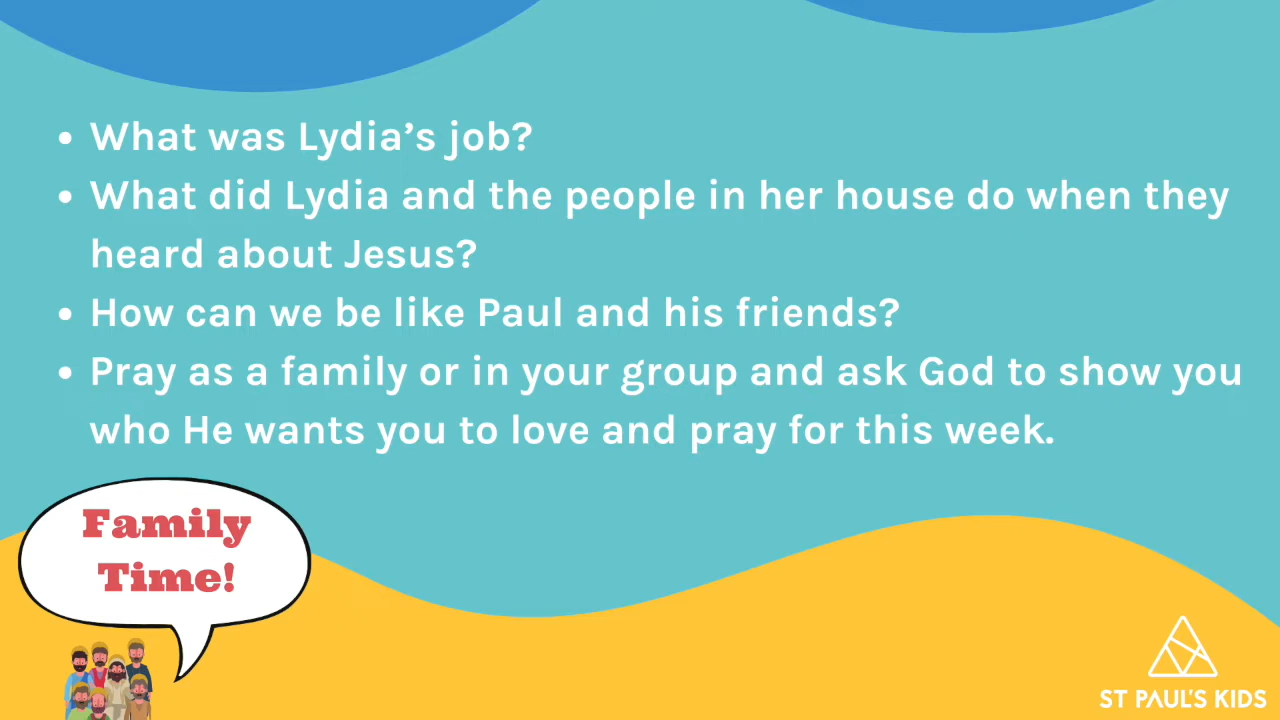 • What was Lydia’s job?
• What did Lydia and the people in her house do when they
heard about Jesus?
• How can we be like Paul and his friends?
• Pray as a family or in your group and ask God to show you
who He wants you to love and pray for this week.
Family
Time!
ST PAUL'S KIDS